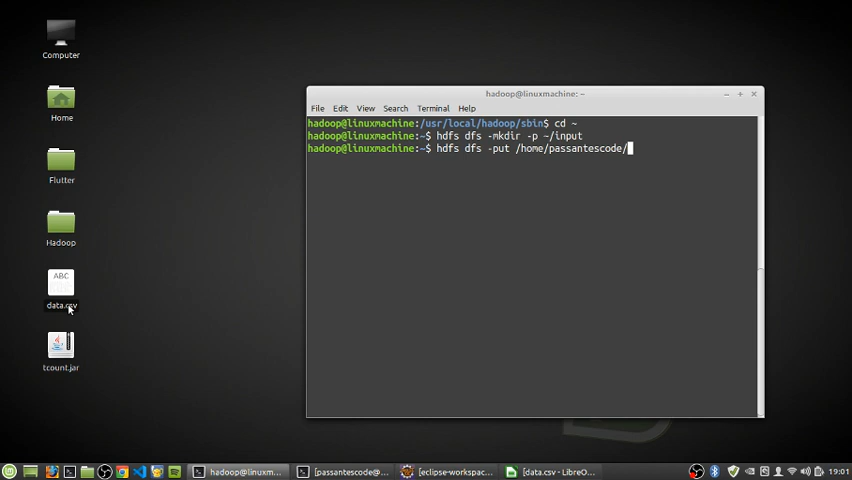 Computer
Home
Flutter
Hadoop
ABC
data.csv
tcount.jar
hadoop@linuxmachine: ~
File Edit View Search Terminal Help
hadoop@linuxmachine:/usr/local/hadoop/sbin$ cd ~
hadoop@linuxmachine:~$ hdfs dfs -mkdir -p ~/input
hadoop@linuxmachine:~$ hdfs dfs -put /home/passantescode/
hadoop@linuxm... [passantescode@... [eclipse-workspac... [data.csv - LibreO... 19:01